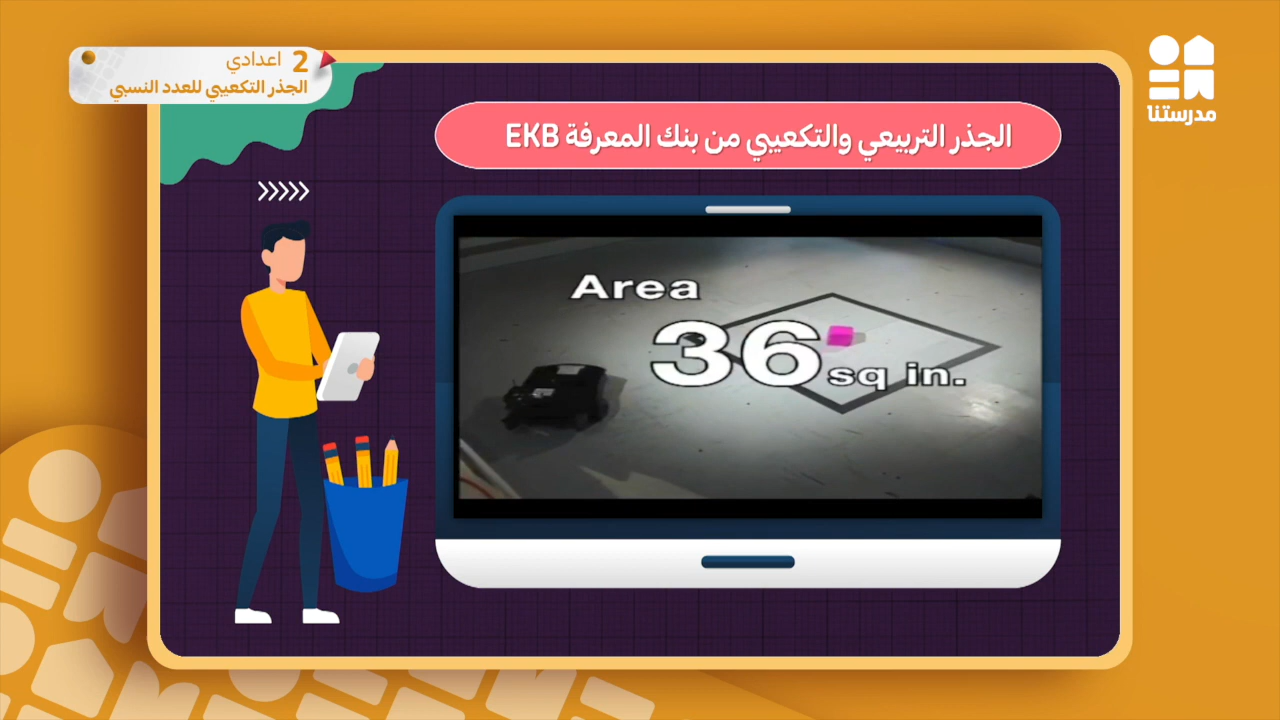 2 اعدادي
الجذر التكعيبي للعدد النسبي
مدرستنا
الجذر التربيعي والتكعيبي من بنك المعرفة EKB
Area
36 sq in.